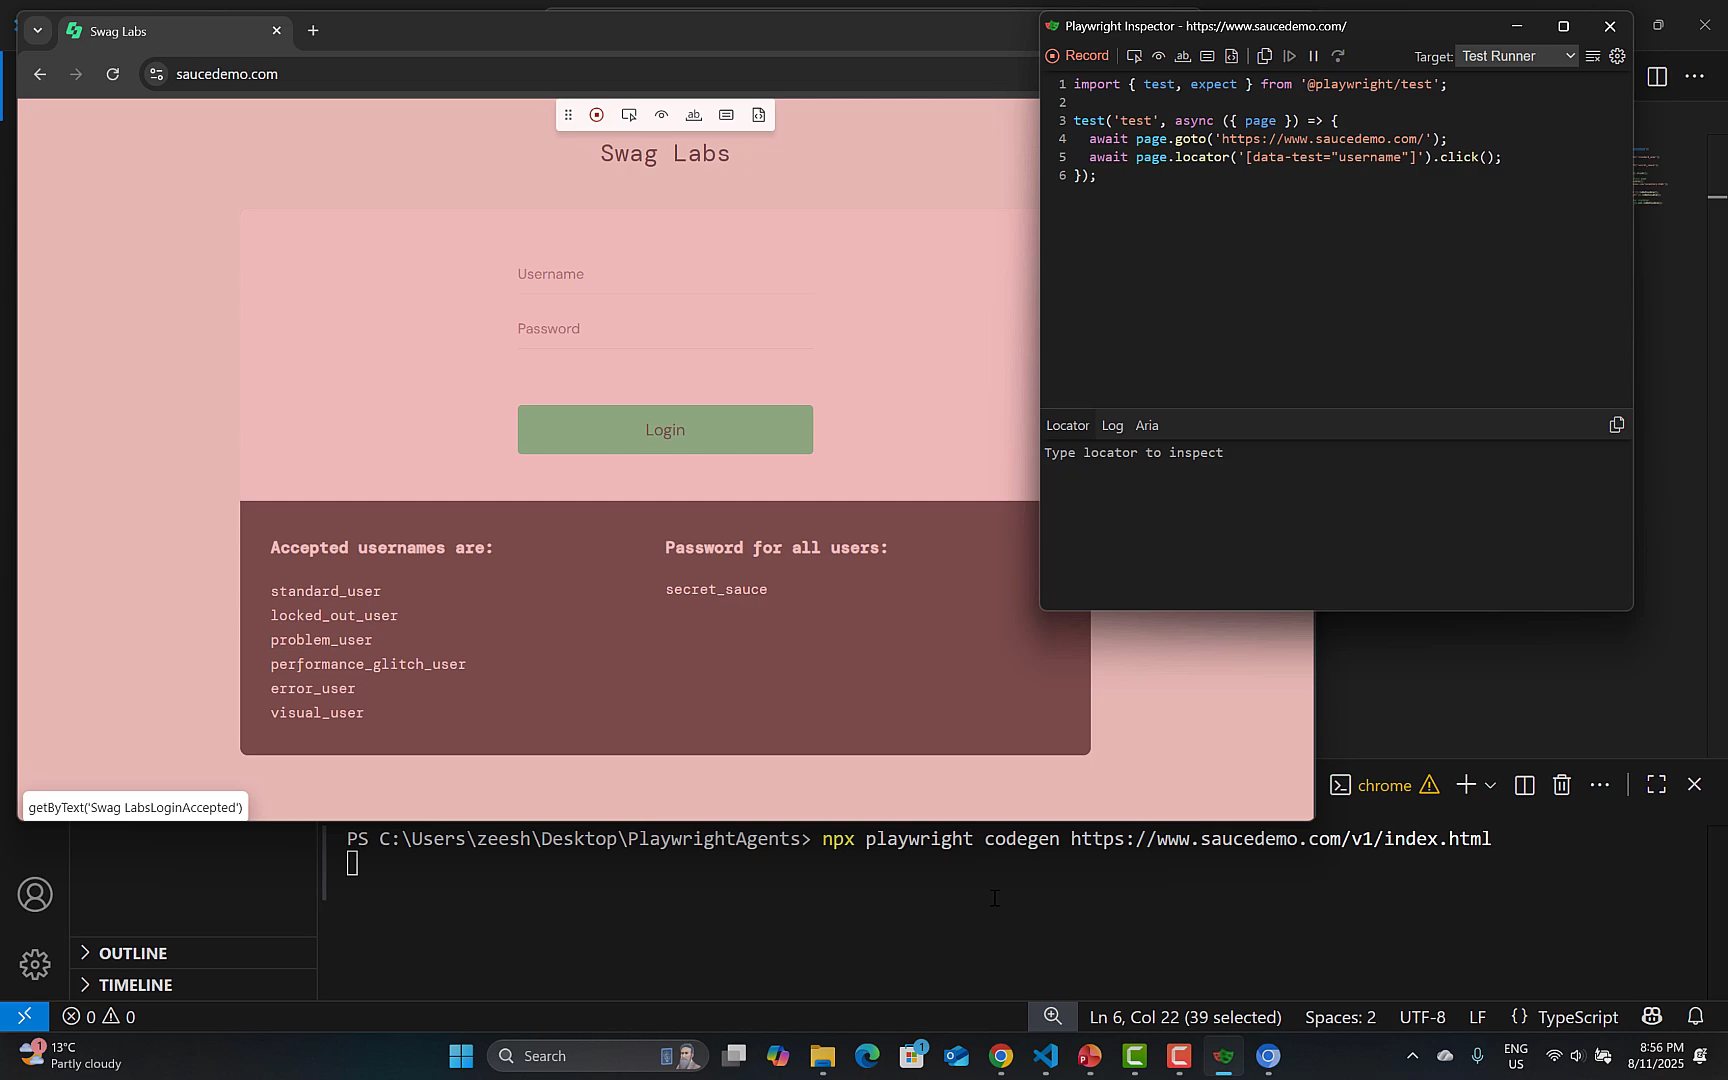 Swag Labs
saucedemo.com
Swag Labs
Username
Password
Login
Accepted usernames are:
standard_user
locked_out_user
problem_user
performance_glitch_user
error_user
visual_user
Password for all users:
secret_sauce
getByText('Swag LabsLoginAccepted')
Playwright Inspector - https://www.saucedemo.com/
Record
Target: Test Runner
1 import { test, expect } from '@playwright/test';
2
3 test('test', async ({ page }) => {
4 await page.goto('https://www.saucedemo.com/');
5 await page.locator('[data-test="username"]').click();
6 });
Locator Log Aria
Type locator to inspect
chrome
PS C:\Users\zeesh\Desktop\PlaywrightAgents> npx playwright codegen https://www.saucedemo.com/v1/index.html
OUTLINE
TIMELINE
0 0
Ln 6, Col 22 (39 selected) Spaces: 2 UTF-8 LF {} TypeScript
1
13°C
Partly cloudy
Search
1
ENG
US
8:56 PM
8/11/2025